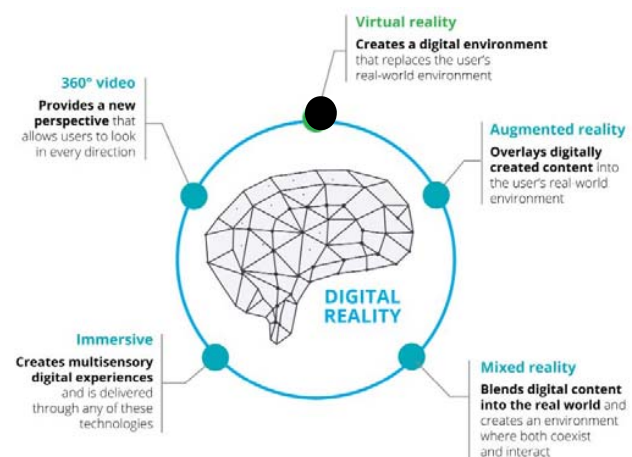 Virtual reality
Creates a digital environment
that replaces the user's
real-world environment
360° video
Provides a new
perspective that
allows users to look
in every direction
Augmented reality
Overlays digitally
created content into
the user's real-world
environment
DIGITAL
REALITY
Immersive
Creates multisensory
digital experiences
and is delivered
through any of these
technologies
Mixed reality
Blends digital content
into the real world and
creates an environment
where both coexist
and interact